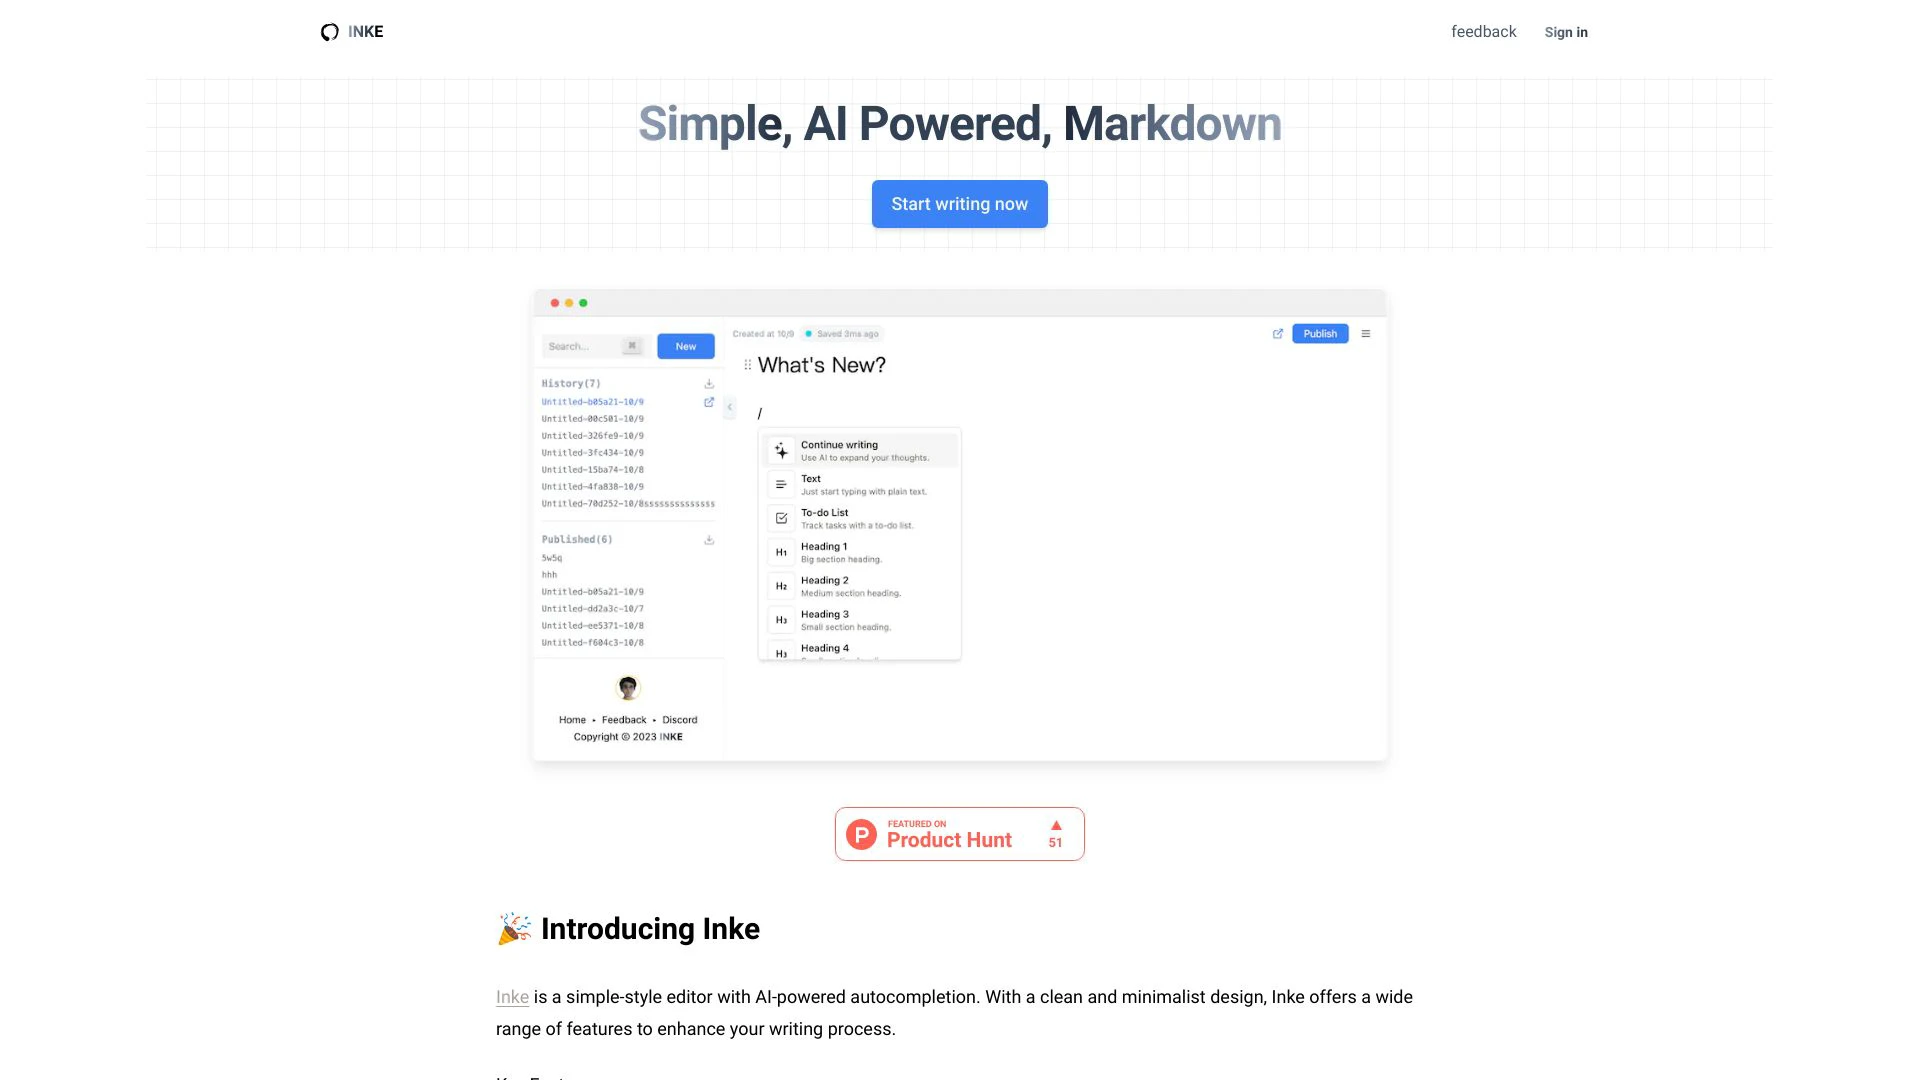 INKE
feedback
Sign in
Simple, AI Powered, Markdown
Start writing now
Search...
⌘
New
History(7)
Untitled-b05a21-10/9
Untitled-00c501-10/9
Untitled-326fe9-10/9
Untitled-3fc434-10/9
Untitled-15ba74-10/8
Untitled-4fa838-10/9
Untitled-70d252-10/8ssssssssssssss
Published(6)
5w5q
hhh
Untitled-b05a21-10/9
Untitled-dd2a3c-10/7
Untitled-ee5371-10/8
Untitled-f604c3-10/8
Home • Feedback • Discord
Copyright © 2023 INKE
Created at 10/9
Saved 3ms ago
Publish
What's New?
/
Continue writing
Use AI to expand your thoughts.
Text
Just start typing with plain text.
To-do List
Track tasks with a to-do list.
H1
Heading 1
Big section heading.
H2
Heading 2
Medium section heading.
H3
Heading 3
Small section heading.
H3
Heading 4
P
FEATURED ON
Product Hunt
▲
51
🎉 Introducing Inke
Inke is a simple-style editor with AI-powered autocompletion. With a clean and minimalist design, Inke offers a wide
range of features to enhance your writing process.